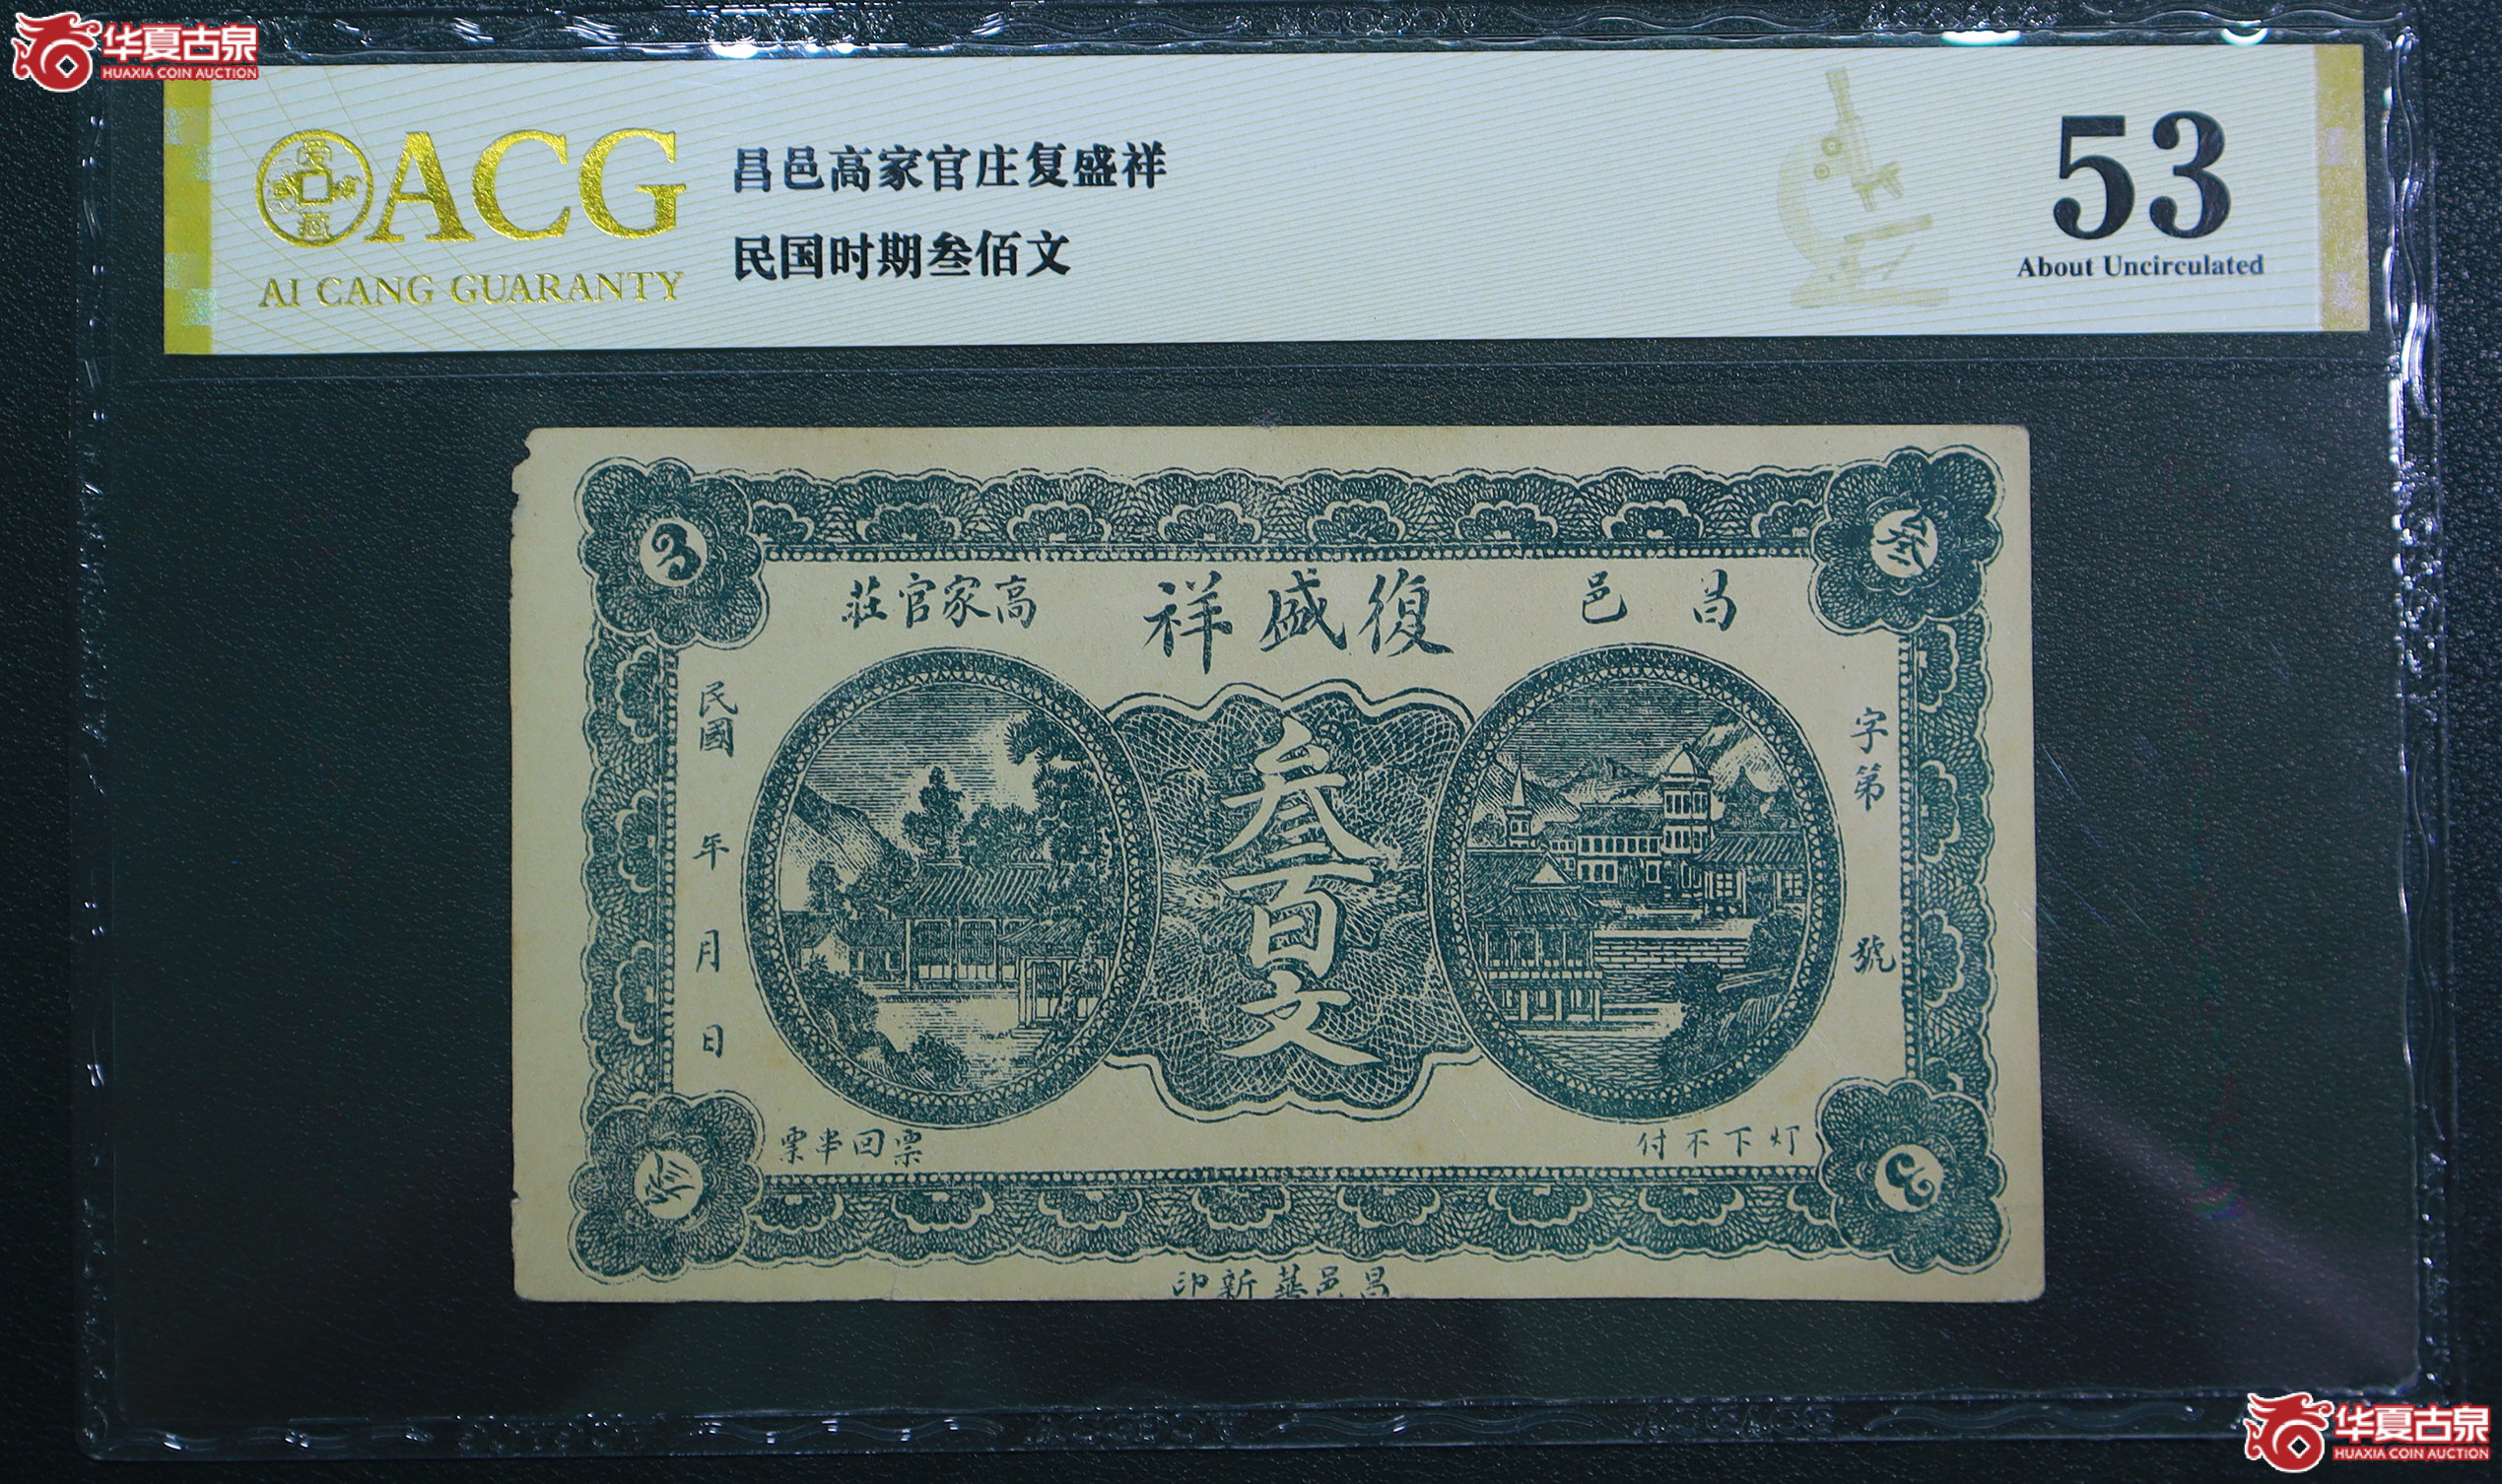 华夏古泉
HUAXIA COIN AUCTION
ACG
AI CANG GUARANTY
昌邑高家官庄复盛祥
民国时期叁佰文
53
About Uncirculated
3
叁
昌邑
復盛祥
高家官莊
字第 號
叁百文
民國 年 月 日
灯下不付
票回串票
叁
3
昌邑華新印
华夏古泉
HUAXIA COIN AUCTION